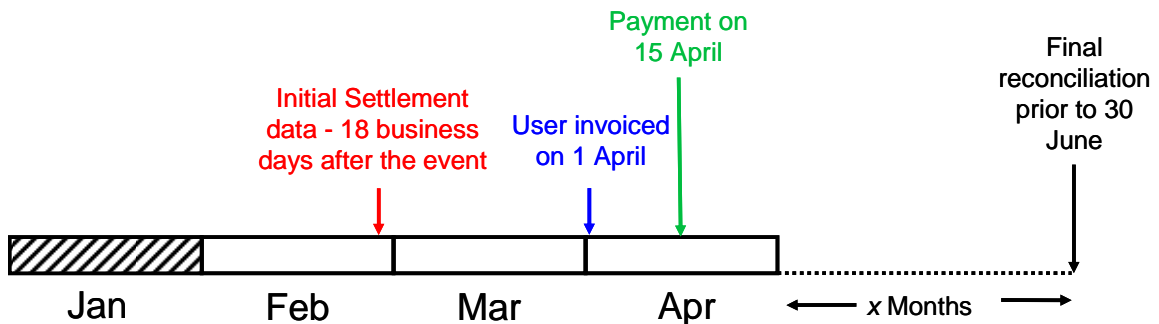 Payment on
15 April
Final
reconciliation
prior to 30
June
Initial Settlement
data - 18 business
days after the event
User invoiced
on 1 April
Jan
Feb
Mar
Apr
x Months